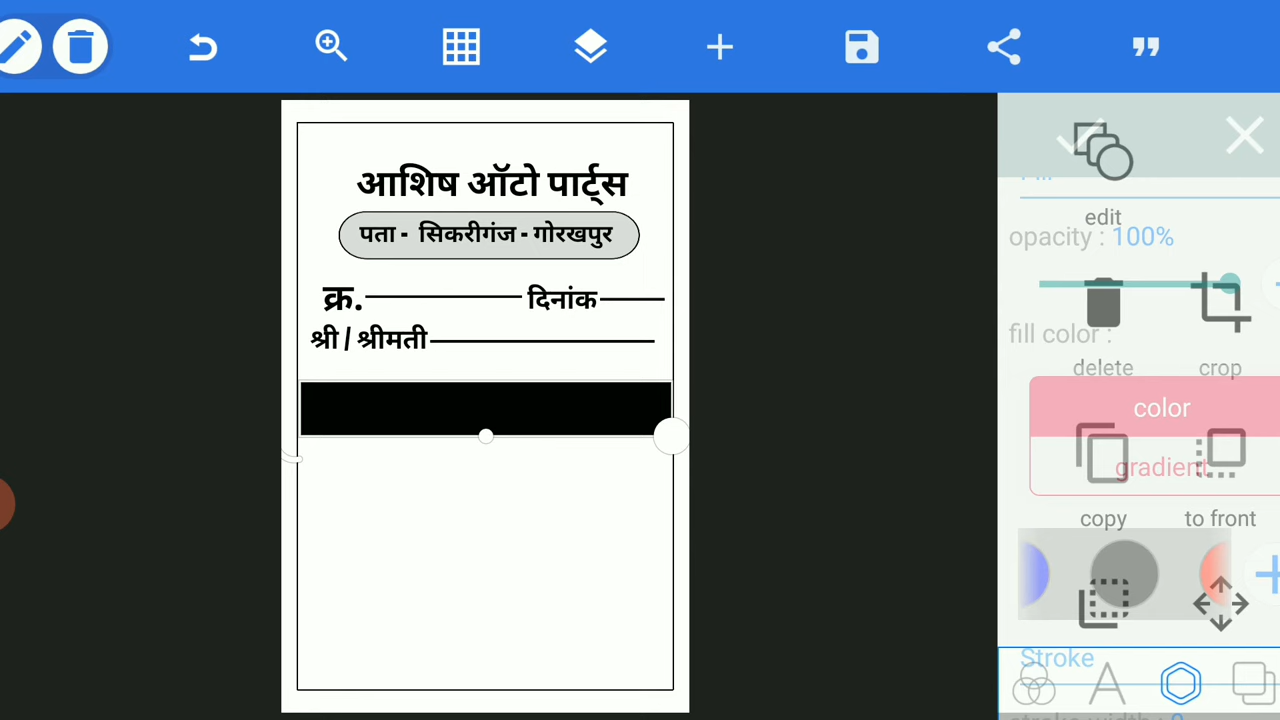 आशिष ऑटो पार्ट्स
पता - सिकरीगंज - गोरखपुर
क्र. दिनांक
श्री / श्रीमती
edit
opacity : 100%
fill color :
delete crop
color
gradient
copy to front
Stroke